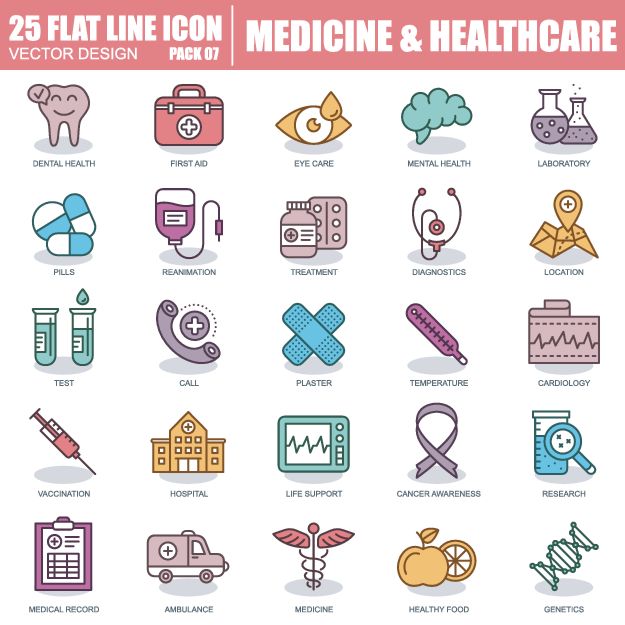 25 FLAT LINE ICON
VECTOR DESIGN PACK 07
MEDICINE & HEALTHCARE
DENTAL HEALTH
FIRST AID
EYE CARE
MENTAL HEALTH
LABORATORY
PILLS
REANIMATION
TREATMENT
DIAGNOSTICS
LOCATION
TEST
CALL
PLASTER
TEMPERATURE
CARDIOLOGY
VACCINATION
HOSPITAL
LIFE SUPPORT
CANCER AWARENESS
RESEARCH
MEDICAL RECORD
AMBULANCE
MEDICINE
HEALTHY FOOD
GENETICS